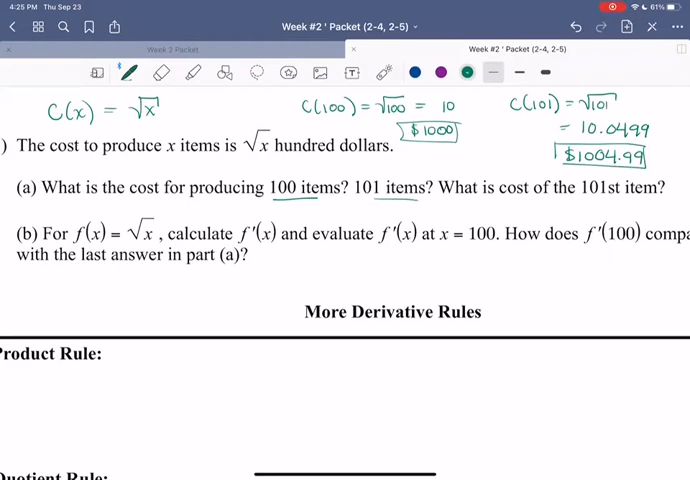 4:25 PM Thu Sep 23
61%
Week #2 ' Packet (2-4, 2-5)
Week 2 Packet
Week #2 ' Packet (2-4, 2-5)
C(x) = √x
C(100) = √100 = 10
$1000
C(101) = √101
= 10.0499
$1004.99
) The cost to produce x items is √x hundred dollars.
(a) What is the cost for producing 100 items? 101 items? What is cost of the 101st item?
(b) For f(x) = √x , calculate f '(x) and evaluate f '(x) at x = 100. How does f '(100) compa
with the last answer in part (a)?
More Derivative Rules
Product Rule:
Quotient Rule: